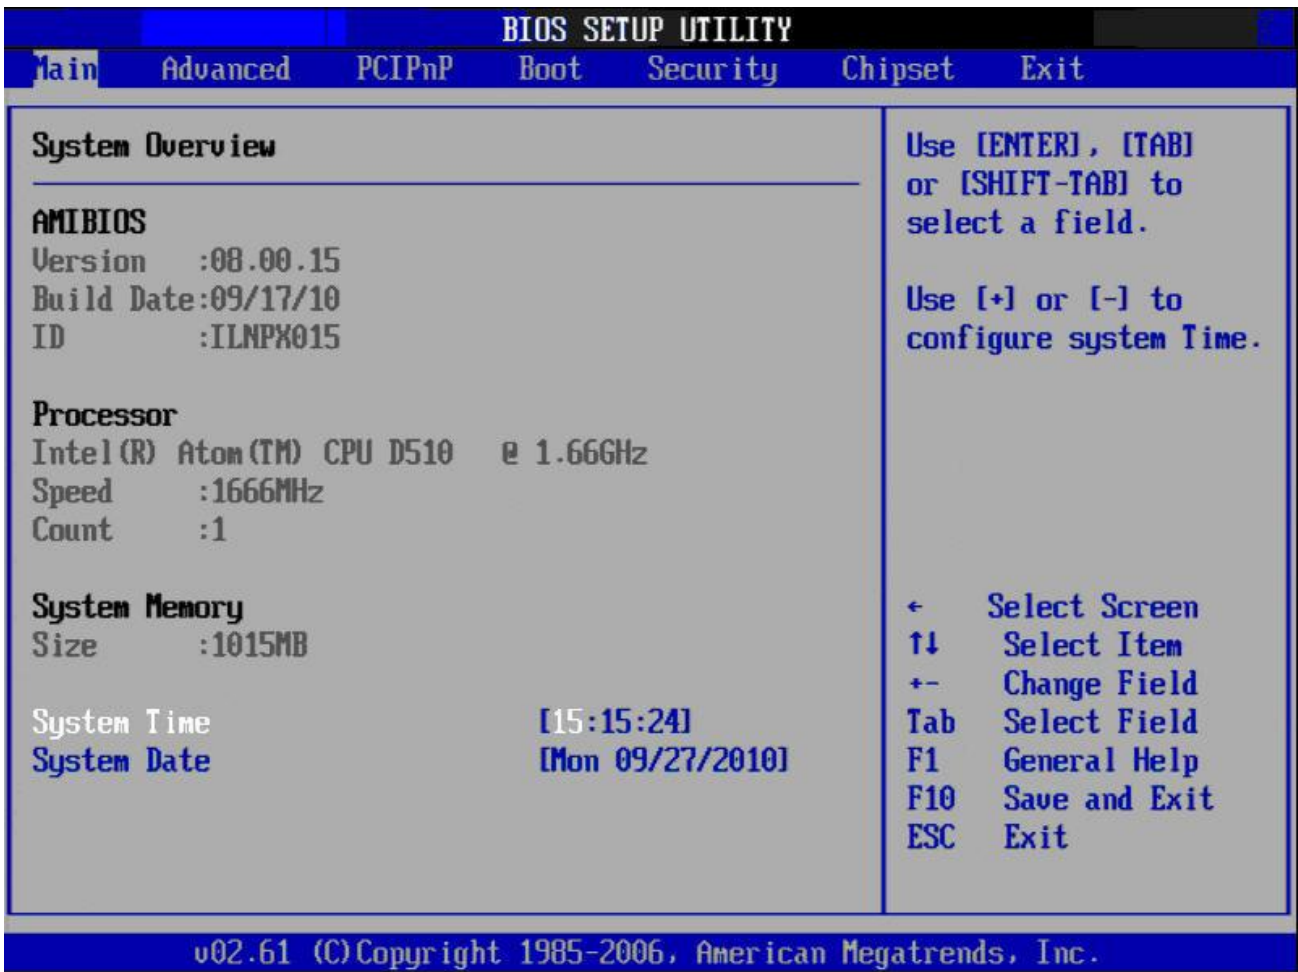 BIOS SETUP UTILITY
Main Advanced PCIPnP Boot Security Chipset Exit
System Overview
AMIBIOS
Version :08.00.15
Build Date:09/17/10
ID :ILNPX015
Processor
Intel(R) Atom(TM) CPU D510 @ 1.66GHz
Speed :1666MHz
Count :1
System Memory
Size :1015MB
System Time [15:15:24]
System Date [Mon 09/27/2010]
Use [ENTER], [TAB]
or [SHIFT-TAB] to
select a field.
Use [+] or [-] to
configure system Time.
← Select Screen
↑↓ Select Item
+- Change Field
Tab Select Field
F1 General Help
F10 Save and Exit
ESC Exit
v02.61 (C)Copyright 1985-2006, American Megatrends, Inc.